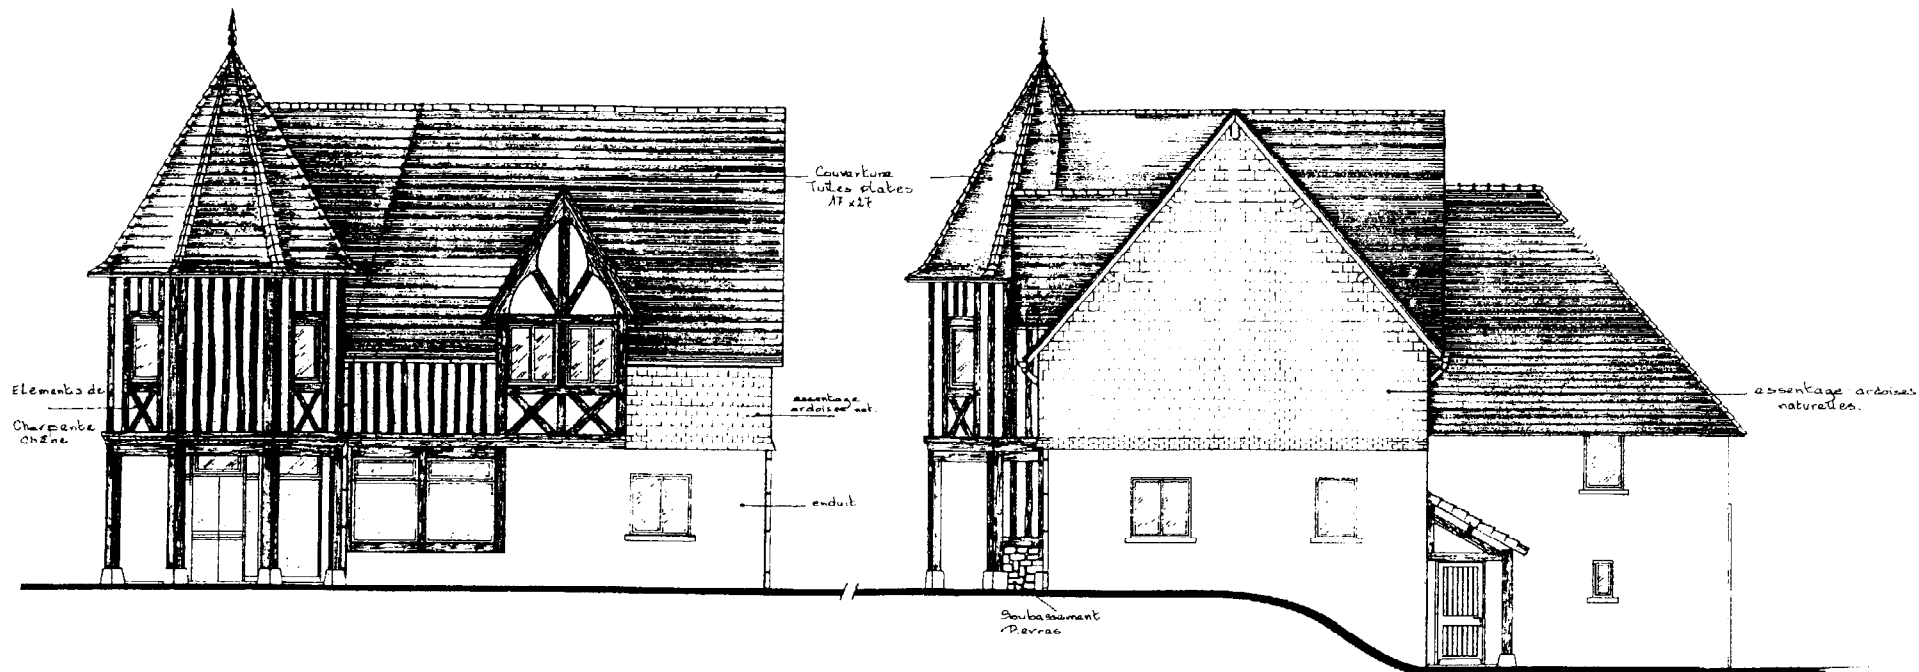 Couverture
Tuiles plates
17 x 27
Elements de
Charpente
chêne
essentage
ardoises nat.
enduit
essentage ardoises
naturelles.
Soubassement
Pierres